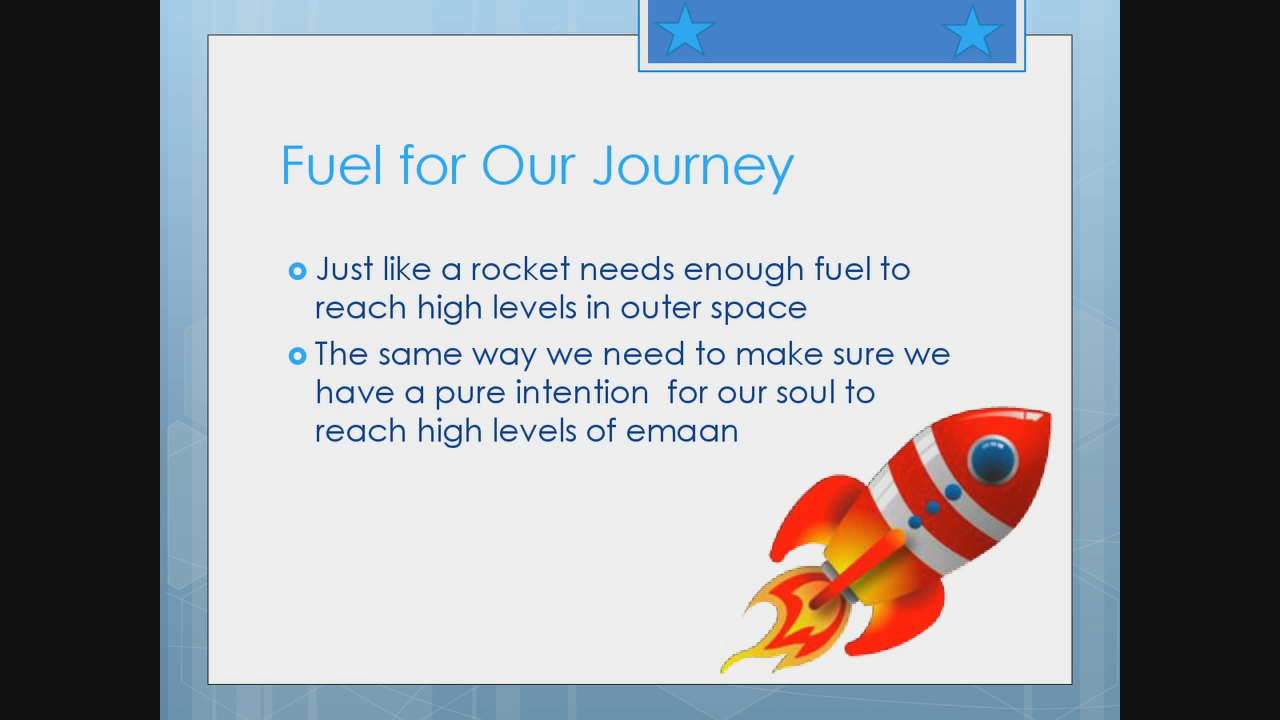 Fuel for Our Journey
Just like a rocket needs enough fuel to
reach high levels in outer space
The same way we need to make sure we
have a pure intention  for our soul to
reach high levels of emaan